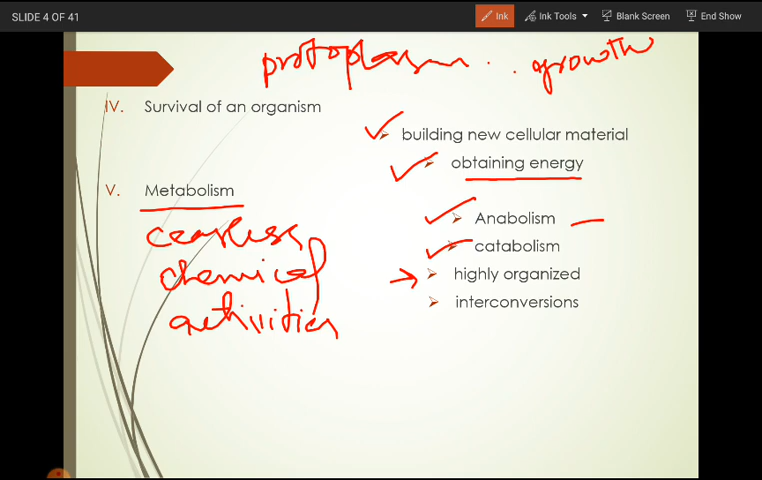 SLIDE 4 OF 41
Ink
Ink Tools
Blank Screen
End Show
protoplasm . . growth
IV. Survival of an organism
building new cellular material
obtaining energy
V. Metabolism
Anabolism
ceaseless
catabolism
chemical
highly organized
activities
interconversions